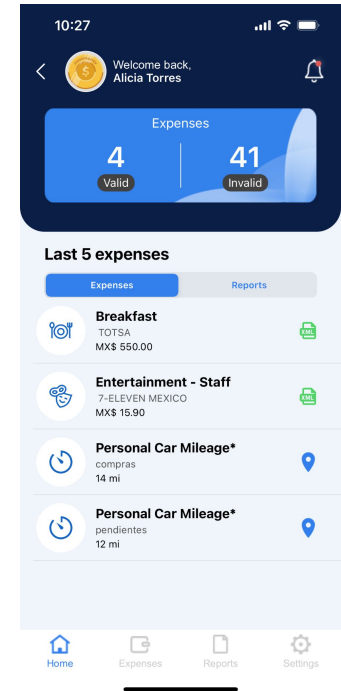 10:27
Welcome back,
Alicia Torres
Expenses
4
41
Valid
Invalid
Last 5 expenses
Expenses
Reports
Breakfast
TOTSA
MX$ 550.00
XML
Entertainment - Staff
7-ELEVEN MEXICO
MX$ 15.90
XML
Personal Car Mileage*
compras
14 mi
Personal Car Mileage*
pendientes
12 mi
Home
Expenses
Reports
Settings